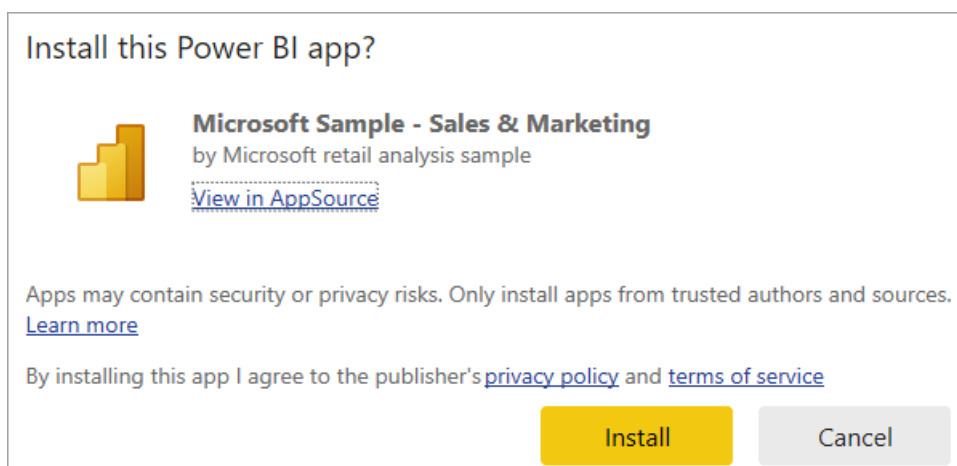 Install this Power BI app?
Microsoft Sample - Sales & Marketing
by Microsoft retail analysis sample
View in AppSource
Apps may contain security or privacy risks. Only install apps from trusted authors and sources.
Learn more
By installing this app I agree to the publisher's privacy policy and terms of service
Install Cancel